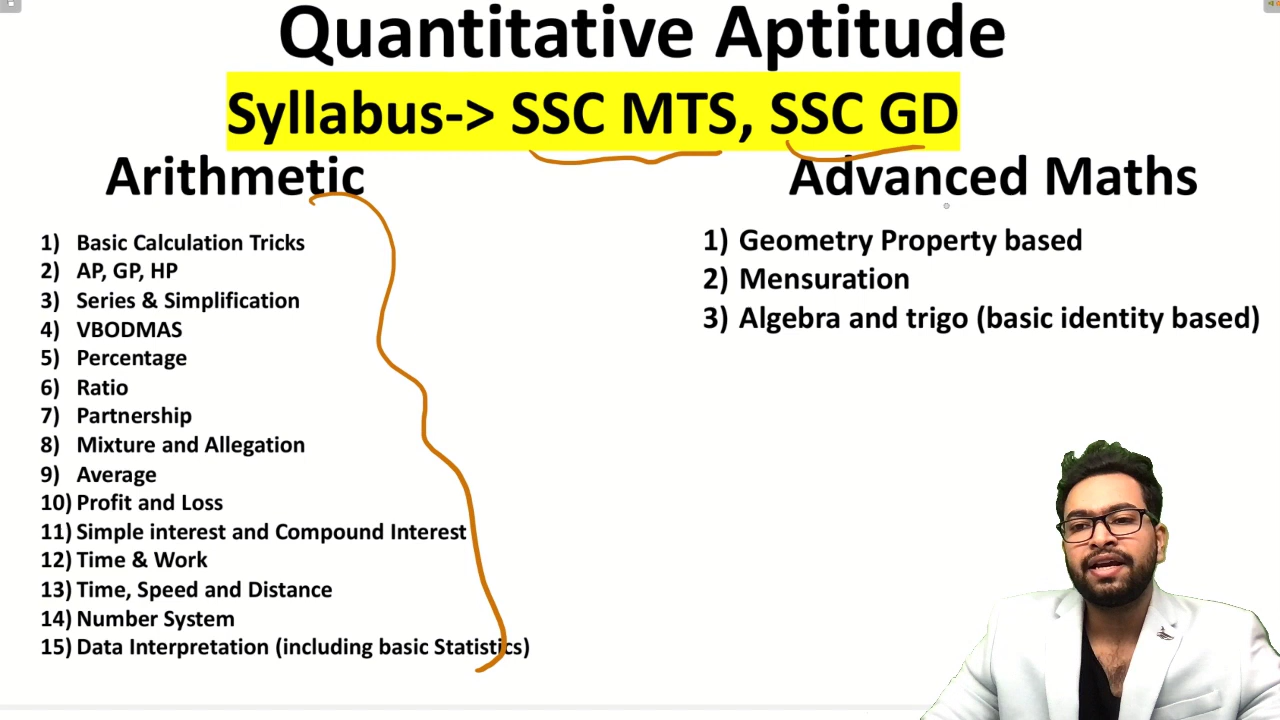 Quantitative Aptitude
Syllabus-> SSC MTS, SSC GD
Arithmetic
1) Basic Calculation Tricks
2) AP, GP, HP
3) Series & Simplification
4) VBODMAS
5) Percentage
6) Ratio
7) Partnership
8) Mixture and Allegation
9) Average
10) Profit and Loss
11) Simple interest and Compound Interest
12) Time & Work
13) Time, Speed and Distance
14) Number System
15) Data Interpretation (including basic Statistics)
Advanced Maths
1) Geometry Property based
2) Mensuration
3) Algebra and trigo (basic identity based)